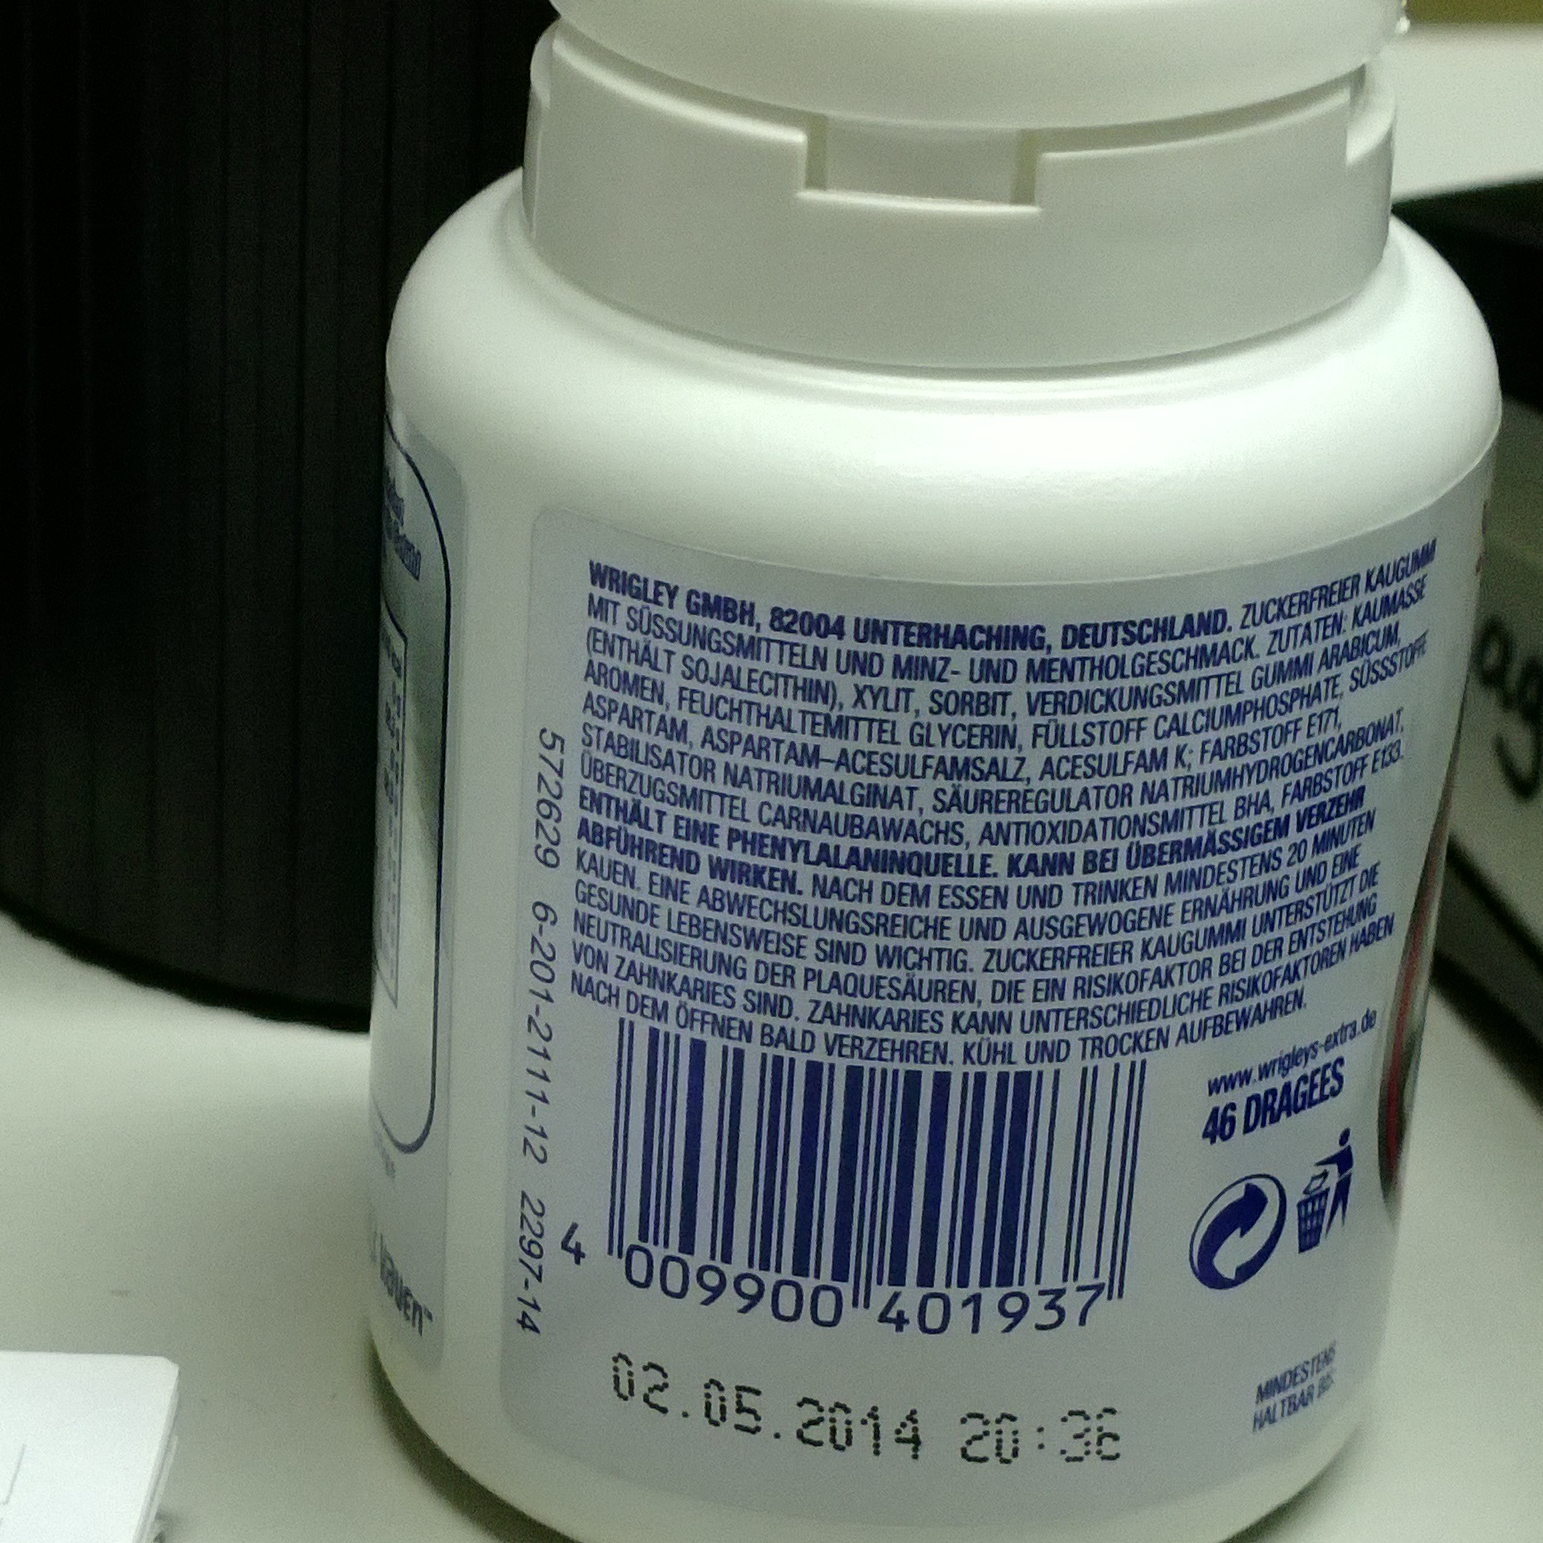 WRIGLEY GMBH, 82004 UNTERHACHING, DEUTSCHLAND. ZUCKERFREIER KAUGUMMI
MIT SÜSSUNGSMITTELN UND MINZ- UND MENTHOLGESCHMACK. ZUTATEN: KAUMASSE
(ENTHÄLT SOJALECITHIN), XYLIT, SORBIT, VERDICKUNGSMITTEL GUMMI ARABICUM,
AROMEN, FEUCHTHALTEMITTEL GLYCERIN, FÜLLSTOFF CALCIUMPHOSPHATE, SÜSSSTOFFE
ASPARTAM, ASPARTAM–ACESULFAMSALZ, ACESULFAM K; FARBSTOFF E171,
STABILISATOR NATRIUMALGINAT, SÄUREREGULATOR NATRIUMHYDROGENCARBONAT,
ÜBERZUGSMITTEL CARNAUBAWACHS, ANTIOXIDATIONSMITTEL BHA, FARBSTOFF E133.
ENTHÄLT EINE PHENYLALANINQUELLE. KANN BEI ÜBERMÄSSIGEM VERZEHR
ABFÜHREND WIRKEN. NACH DEM ESSEN UND TRINKEN MINDESTENS 20 MINUTEN
KAUEN. EINE ABWECHSLUNGSREICHE UND AUSGEWOGENE ERNÄHRUNG UND EINE
GESUNDE LEBENSWEISE SIND WICHTIG. ZUCKERFREIER KAUGUMMI UNTERSTÜTZT DIE
NEUTRALISIERUNG DER PLAQUESÄUREN, DIE EIN RISIKOFAKTOR BEI DER ENTSTEHUNG
VON ZAHNKARIES SIND. ZAHNKARIES KANN UNTERSCHIEDLICHE RISIKOFAKTOREN HABEN
NACH DEM ÖFFNEN BALD VERZEHREN. KÜHL UND TROCKEN AUFBEWAHREN.
572629 6-201-2111-12 2297-14
www.wrigleys-extra.de
46 DRAGEES
4 009900 401937
MINDESTENS
HALTBAR BIS:
02.05.2014 20:36
kauen™
ag